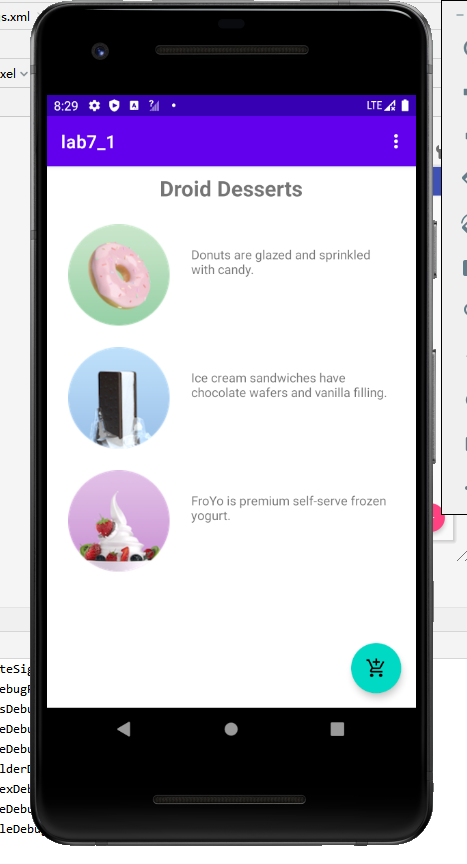 s.xml
xel
8:29
LTE
lab7_1
Droid Desserts
Donuts are glazed and sprinkled
with candy.
Ice cream sandwiches have
chocolate wafers and vanilla filling.
FroYo is premium self-serve frozen
yogurt.
teSig
ebug
sDebu
eDebu
eDebu
lderD
exDeb
eDebu
leDebug